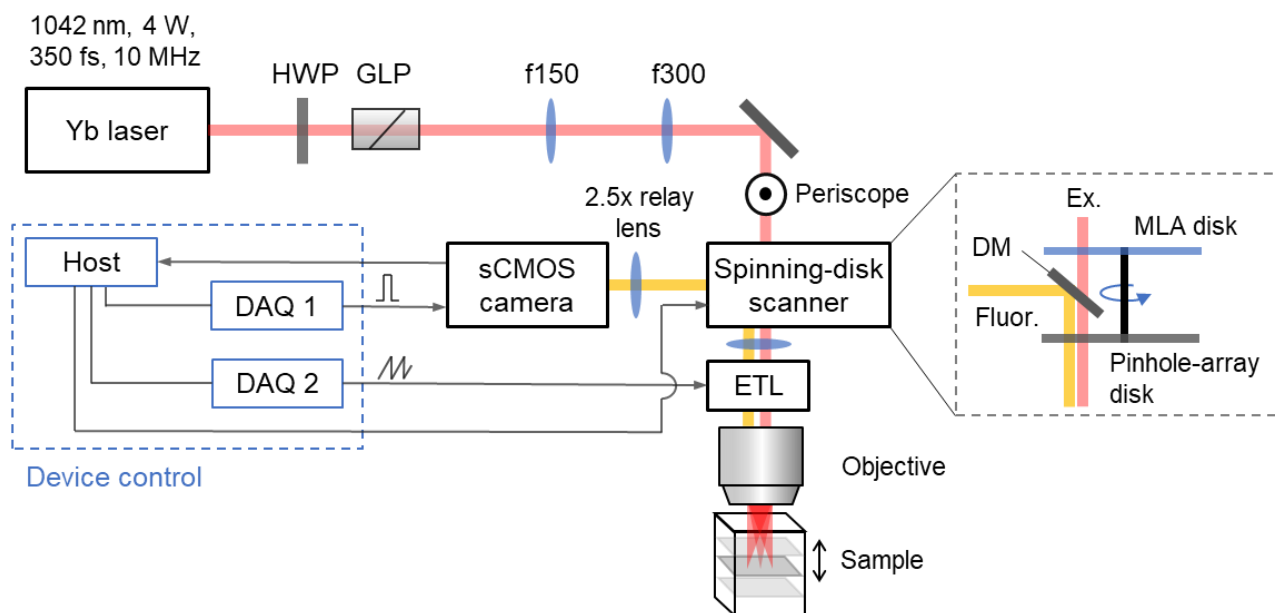 1042 nm, 4 W,
350 fs, 10 MHz
Yb laser
HWP
GLP
f150
f300
Periscope
2.5x relay
lens
Host
DAQ 1
DAQ 2
Device control
sCMOS
camera
Spinning-disk
scanner
ETL
Objective
Sample
Ex.
MLA disk
DM
Fluor.
Pinhole-array
disk